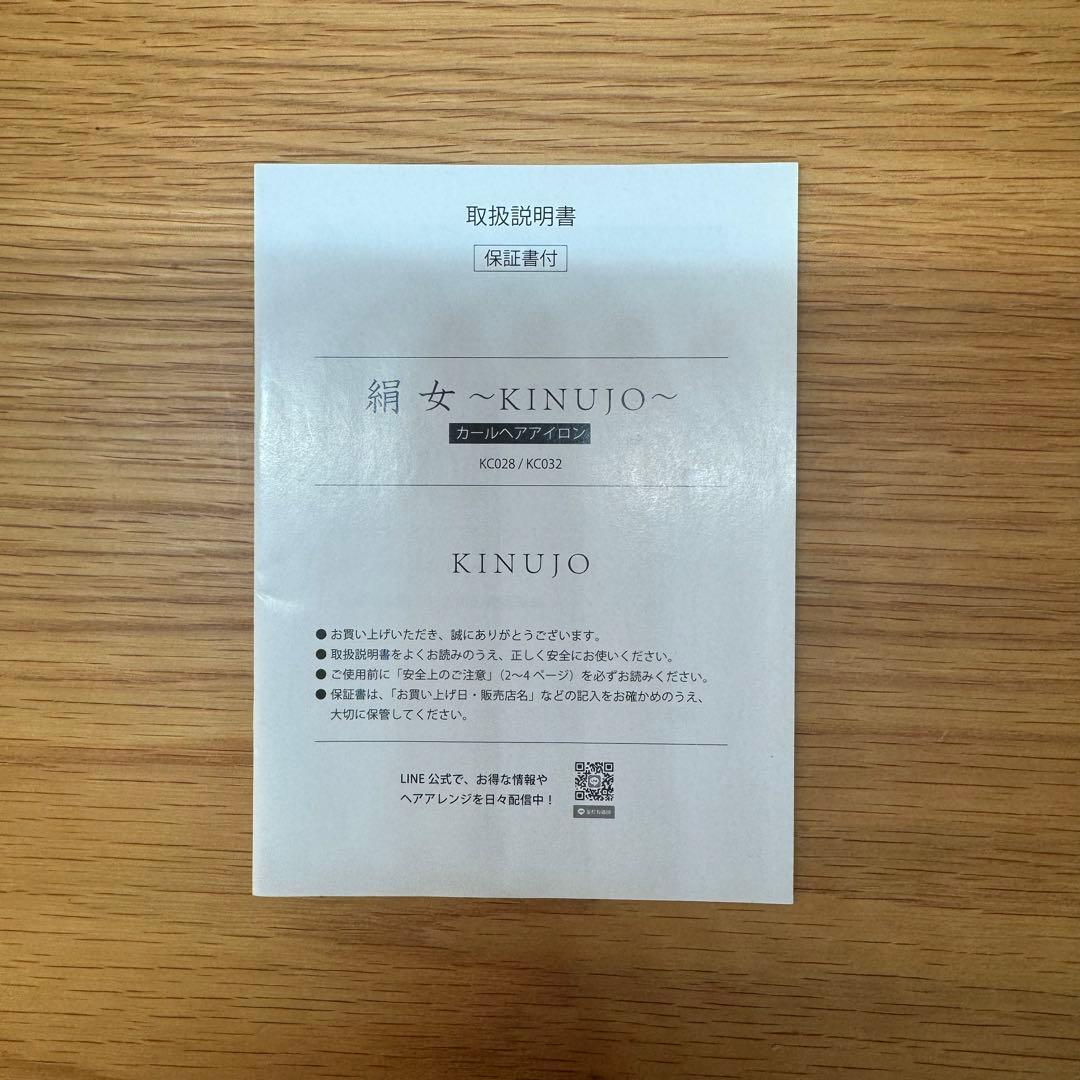 取扱説明書
保証書付
絹女～KINUJO～
カールヘアアイロン
KC028 / KC032
KINUJO
● お買い上げいただき、誠にありがとうございます。
● 取扱説明書をよくお読みのうえ、正しく安全にお使いください。
● ご使用前に「安全上のご注意」（2～4 ページ）を必ずお読みください。
● 保証書は、「お買い上げ日・販売店名」などの記入をお確かめのうえ、
大切に保管してください。
LINE 公式で、お得な情報や
ヘアアレンジを日々配信中！